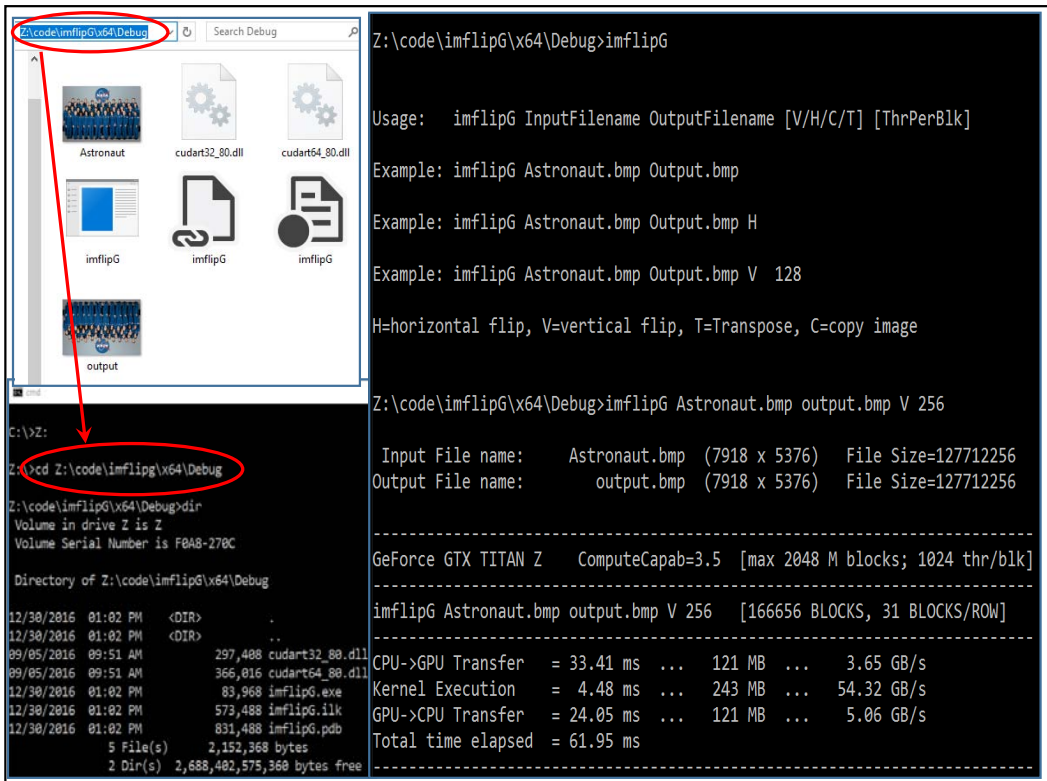 Z:\code\imflipG\x64\Debug
Search Debug
Astronaut
cudart32_80.dll
cudart64_80.dll
imflipG
imflipG
imflipG
output
cmd
C:\>Z:
Z:\>cd Z:\code\imflipg\x64\Debug
Z:\code\imflipG\x64\Debug>dir
Volume in drive Z is Z
Volume Serial Number is F0A8-270C
Directory of Z:\code\imflipG\x64\Debug
12/30/2016 01:02 PM <DIR> .
12/30/2016 01:02 PM <DIR> ..
09/05/2016 09:51 AM 297,408 cudart32_80.dll
09/05/2016 09:51 AM 366,016 cudart64_80.dll
12/30/2016 01:02 PM 83,968 imflipG.exe
12/30/2016 01:02 PM 573,488 imflipG.ilk
12/30/2016 01:02 PM 831,488 imflipG.pdb
5 File(s) 2,152,368 bytes
2 Dir(s) 2,688,402,575,360 bytes free
Z:\code\imflipG\x64\Debug>imflipG
Usage: imflipG InputFilename OutputFilename [V/H/C/T] [ThrPerBlk]
Example: imflipG Astronaut.bmp Output.bmp
Example: imflipG Astronaut.bmp Output.bmp H
Example: imflipG Astronaut.bmp Output.bmp V 128
H=horizontal flip, V=vertical flip, T=Transpose, C=copy image
Z:\code\imflipG\x64\Debug>imflipG Astronaut.bmp output.bmp V 256
Input File name: Astronaut.bmp (7918 x 5376) File Size=127712256
Output File name: output.bmp (7918 x 5376) File Size=127712256
--------------------------------------------------------------------------
GeForce GTX TITAN Z ComputeCapab=3.5 [max 2048 M blocks; 1024 thr/blk]
--------------------------------------------------------------------------
imflipG Astronaut.bmp output.bmp V 256 [166656 BLOCKS, 31 BLOCKS/ROW]
--------------------------------------------------------------------------
CPU->GPU Transfer = 33.41 ms ... 121 MB ... 3.65 GB/s
Kernel Execution = 4.48 ms ... 243 MB ... 54.32 GB/s
GPU->CPU Transfer = 24.05 ms ... 121 MB ... 5.06 GB/s
Total time elapsed = 61.95 ms
--------------------------------------------------------------------------